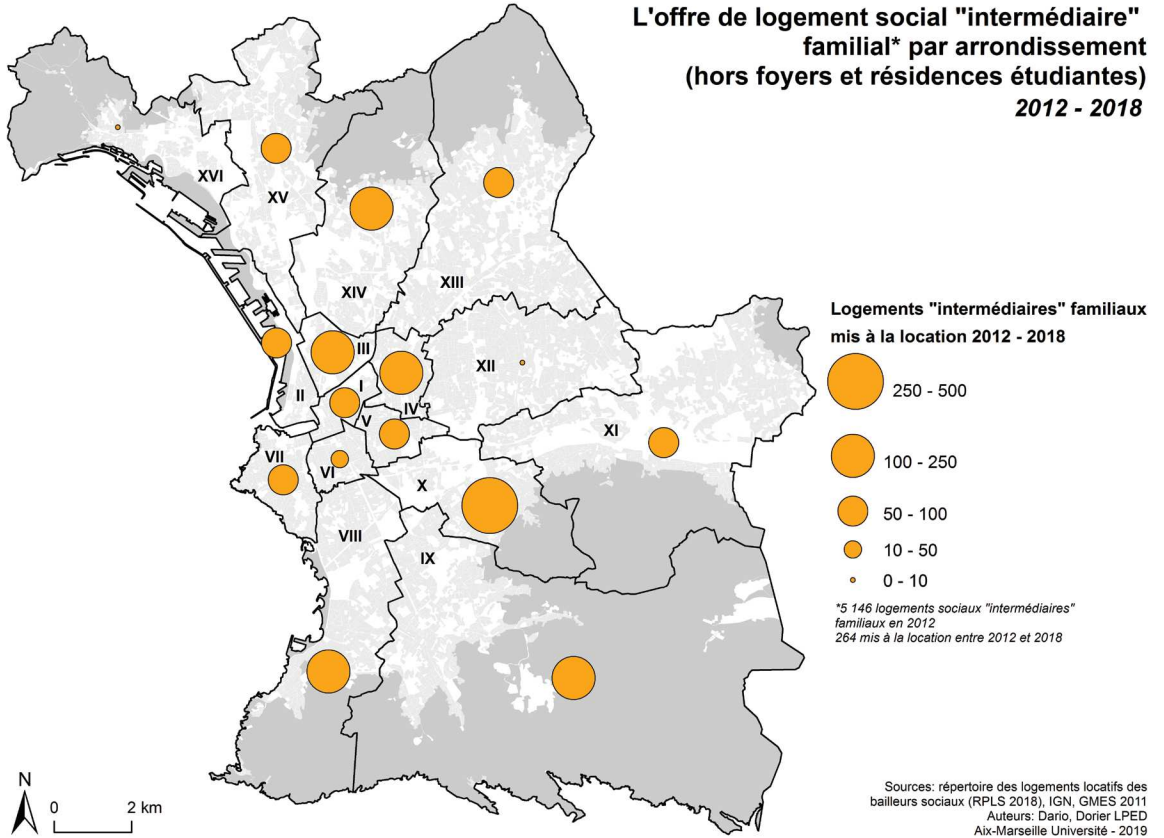 L'offre de logement social "intermédiaire"
familial* par arrondissement
(hors foyers et résidences étudiantes)
2012 - 2018
XVI
XV
XIV
XIII
III
XII
I
II
IV
V
XI
VII
VI
X
VIII
IX
Logements "intermédiaires" familiaux
mis à la location 2012 - 2018
250 - 500
100 - 250
50 - 100
10 - 50
0 - 10
*5 146 logements sociaux "intermédiaires"
familiaux en 2012
264 mis à la location entre 2012 et 2018
N
0 2 km
Sources: répertoire des logements locatifs des
bailleurs sociaux (RPLS 2018), IGN, GMES 2011
Auteurs: Dario, Dorier LPED
Aix-Marseille Université - 2019